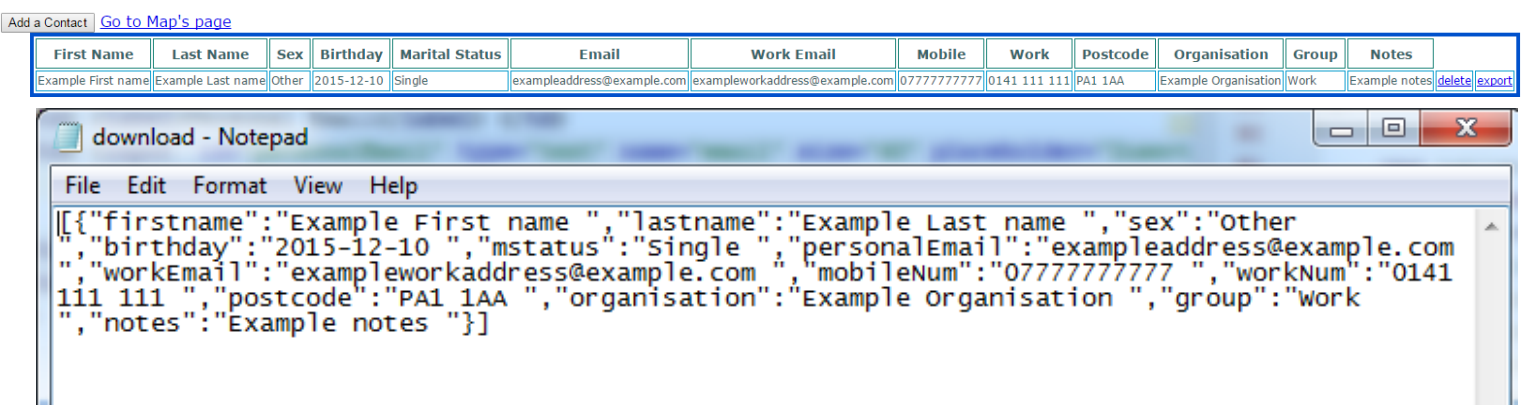 Add a Contact Go to Map's page
First Name Last Name Sex Birthday Marital Status Email Work Email Mobile Work Postcode Organisation Group Notes
Example First name Example Last name Other 2015-12-10 Single exampleaddress@example.com exampleworkaddress@example.com 07777777777 0141 111 111 PA1 1AA Example Organisation Work Example notes delete export
download - Notepad
File Edit Format View Help
[{"firstname":"Example First name ","lastname":"Example Last name ","sex":"Other
","birthday":"2015-12-10 ","mstatus":"Single ","personalEmail":"exampleaddress@example.com
","workEmail":"exampleworkaddress@example.com ","mobileNum":"07777777777 ","workNum":"0141
111 111 ","postcode":"PA1 1AA ","organisation":"Example Organisation ","group":"Work
","notes":"Example notes "}]